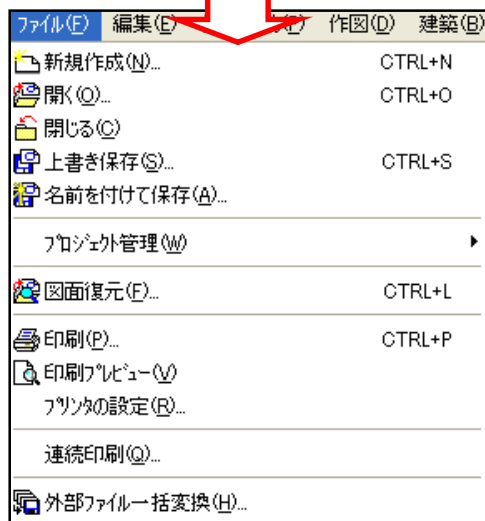 ﾌｧｲﾙ(F) 編集(E) 作図(D) 建築(B)
新規作成(N)... CTRL+N
開く(O)... CTRL+O
閉じる(C)
上書き保存(S)... CTRL+S
名前を付けて保存(A)...
ﾌﾟﾛｼﾞｪｸﾄ管理(W)
図面復元(F)... CTRL+L
印刷(P)... CTRL+P
印刷ﾌﾟﾚﾋﾞｭｰ(V)
ﾌﾟﾘﾝﾀの設定(R)...
連続印刷(Q)...
外部ﾌｧｲﾙ一括変換(H)...